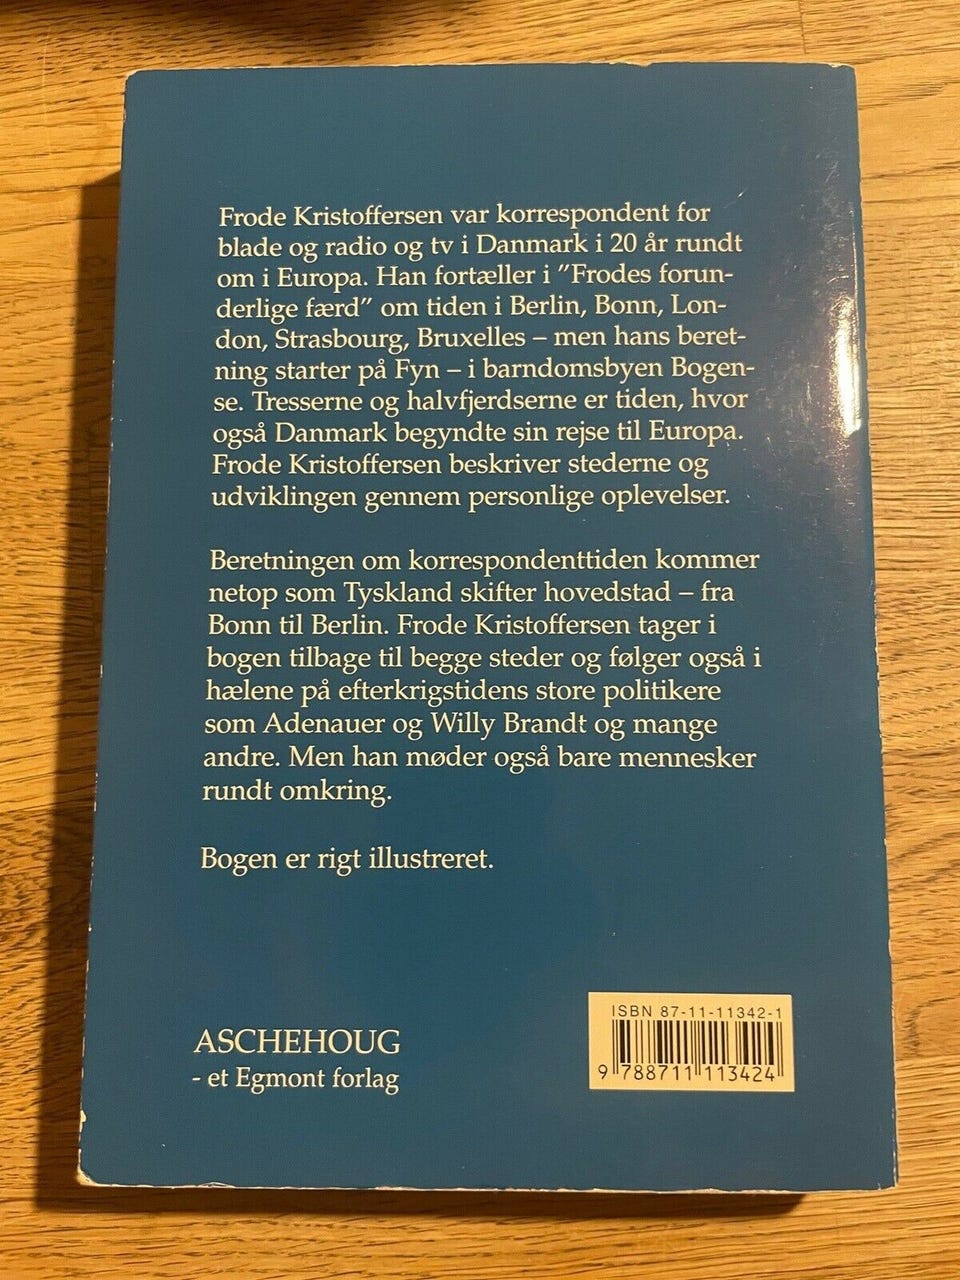 Frode Kristoffersen var korrespondent for
blade og radio og tv i Danmark i 20 år rundt
om i Europa. Han fortæller i ”Frodes forun-
derlige færd” om tiden i Berlin, Bonn, Lon-
don, Strasbourg, Bruxelles – men hans beret-
ning starter på Fyn – i barndomsbyen Bogen-
se. Tresserne og halvfjerdserne er tiden, hvor
også Danmark begyndte sin rejse til Europa.
Frode Kristoffersen beskriver stederne og
udviklingen gennem personlige oplevelser.
Beretningen om korrespondenttiden kommer
netop som Tyskland skifter hovedstad – fra
Bonn til Berlin. Frode Kristoffersen tager i
bogen tilbage til begge steder og følger også i
hælene på efterkrigstidens store politikere
som Adenauer og Willy Brandt og mange
andre. Men han møder også bare mennesker
rundt omkring.
Bogen er rigt illustreret.
ASCHEHOUG
- et Egmont forlag
ISBN 87-11-11342-1
9 788711 113424